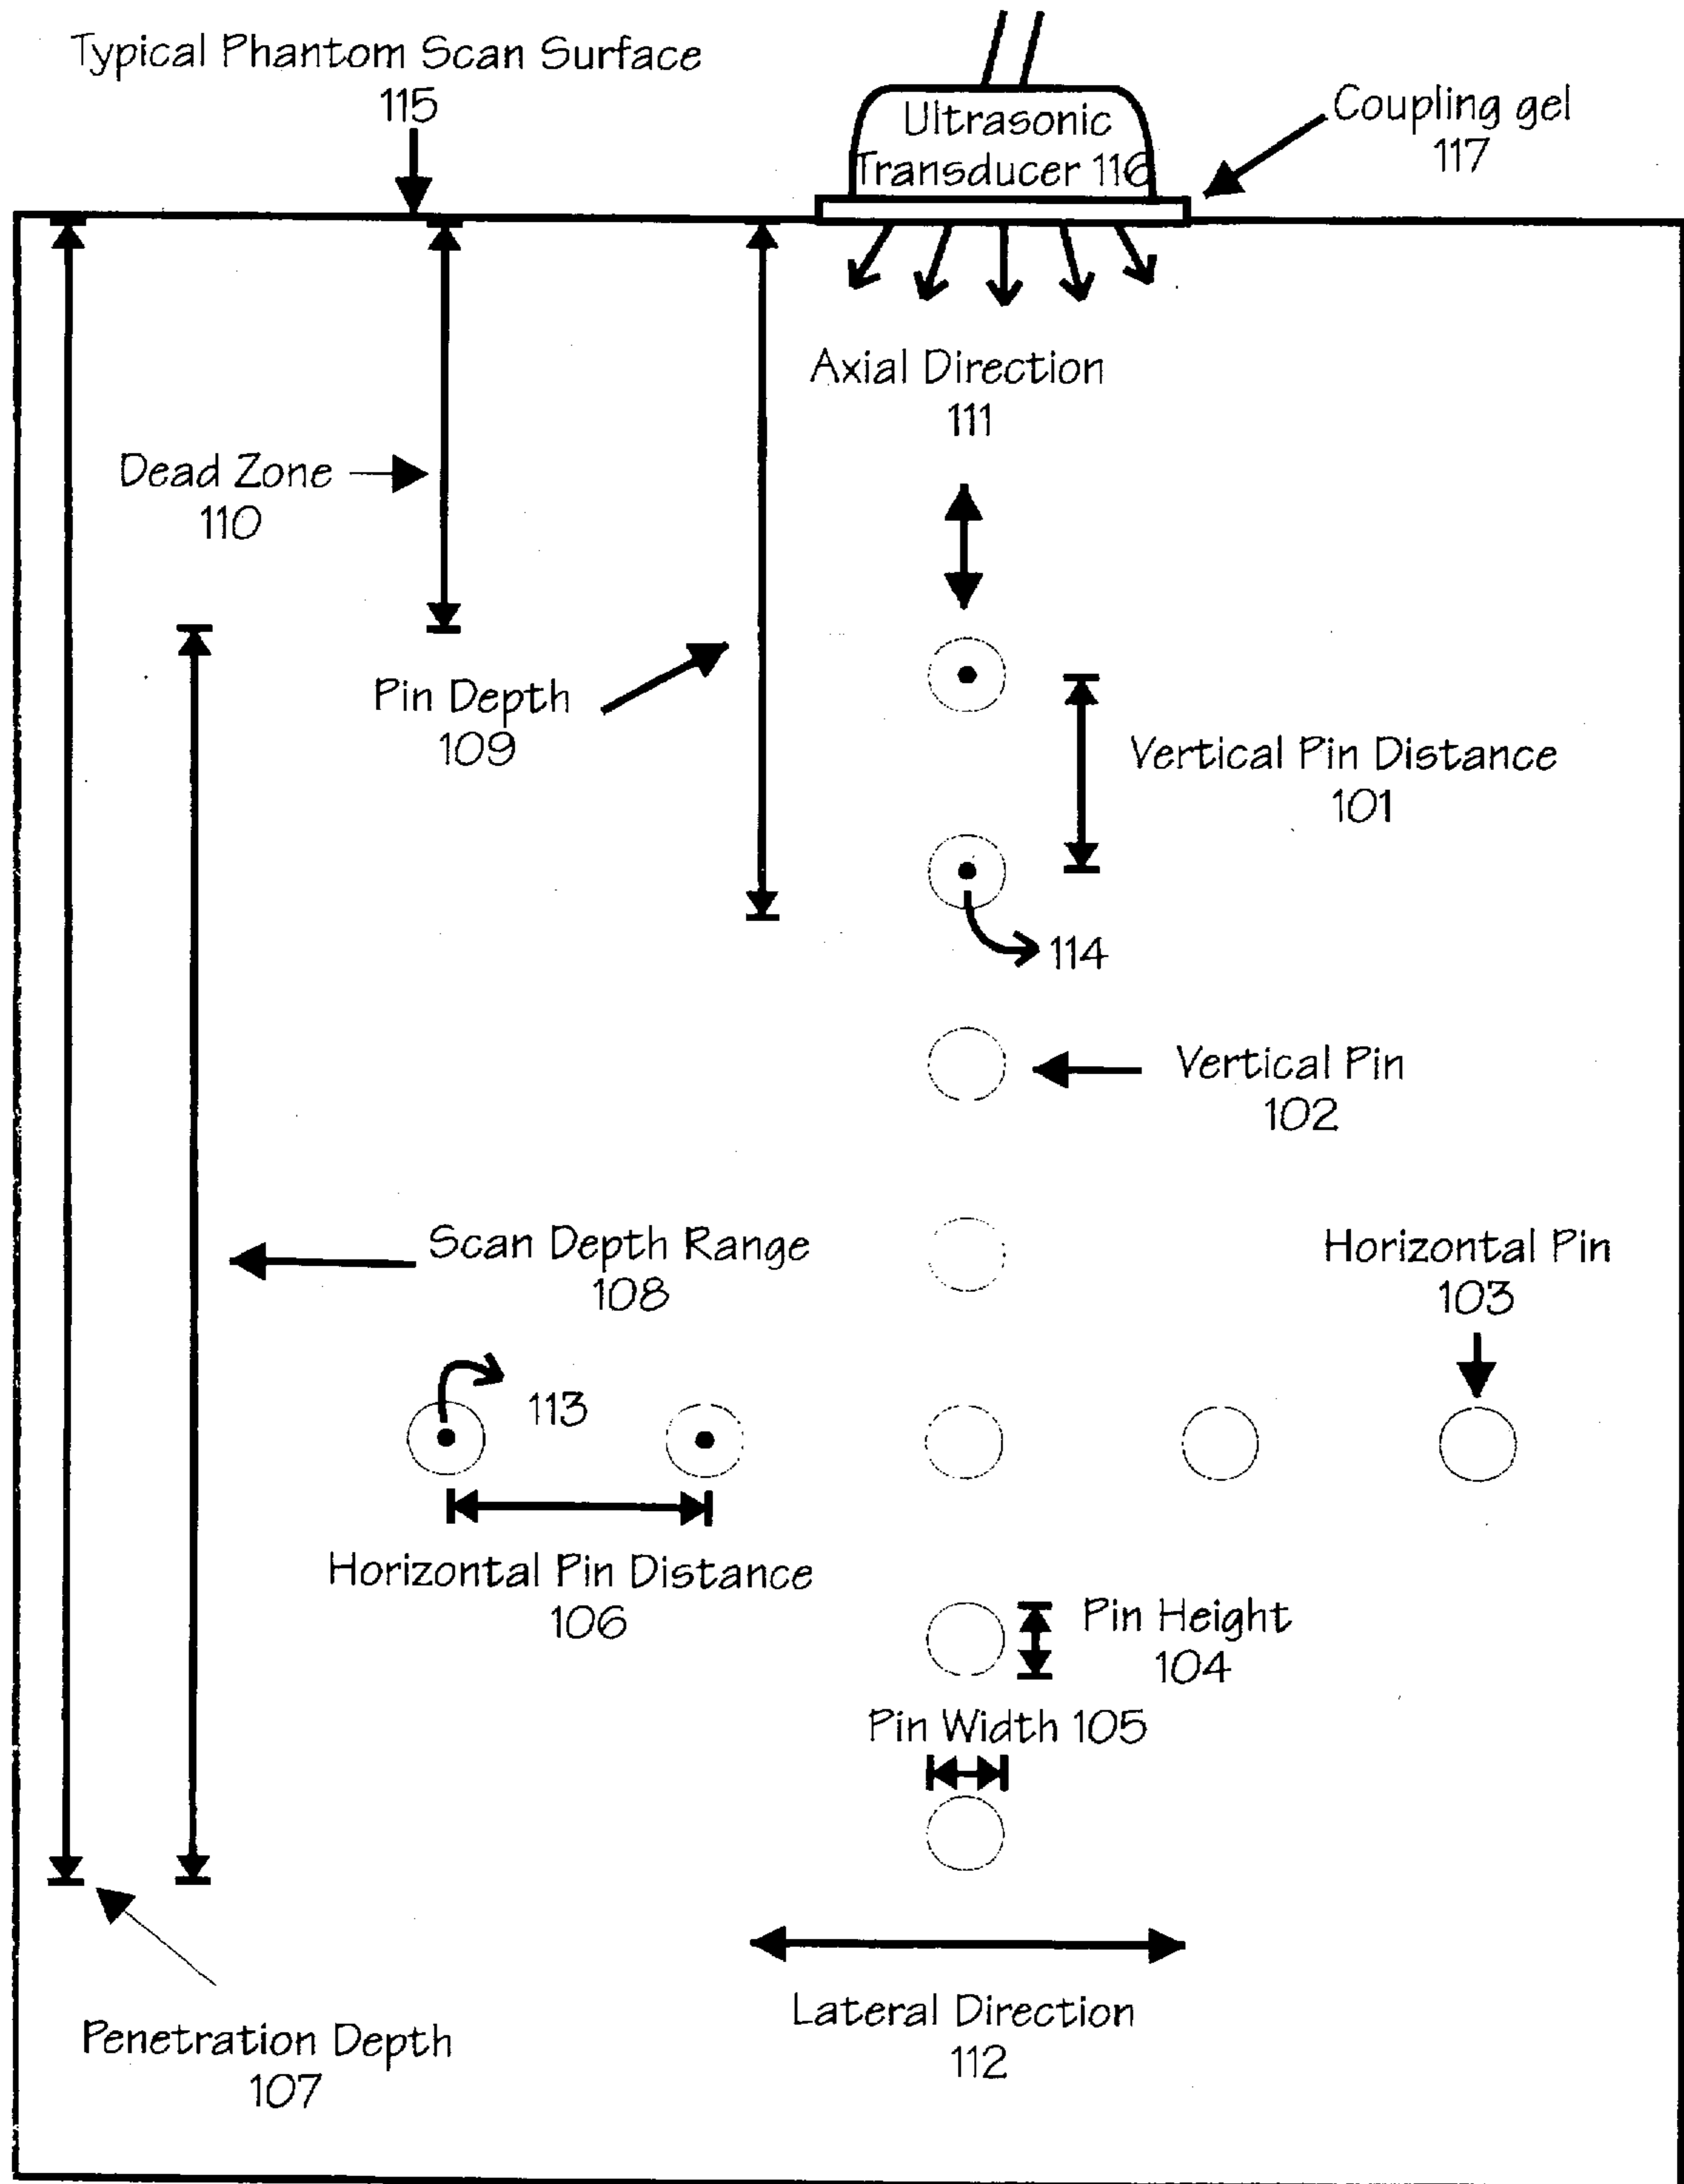 Typical Phantom Scan Surface
115
Ultrasonic
Transducer 116
Coupling gel
117
Axial Direction
111
Dead Zone
110
Pin Depth
109
Vertical Pin Distance
101
114
Vertical Pin
102
Scan Depth Range
108
Horizontal Pin
103
113
Horizontal Pin Distance
106
Pin Height
104
Pin Width 105
Lateral Direction
112
Penetration Depth
107